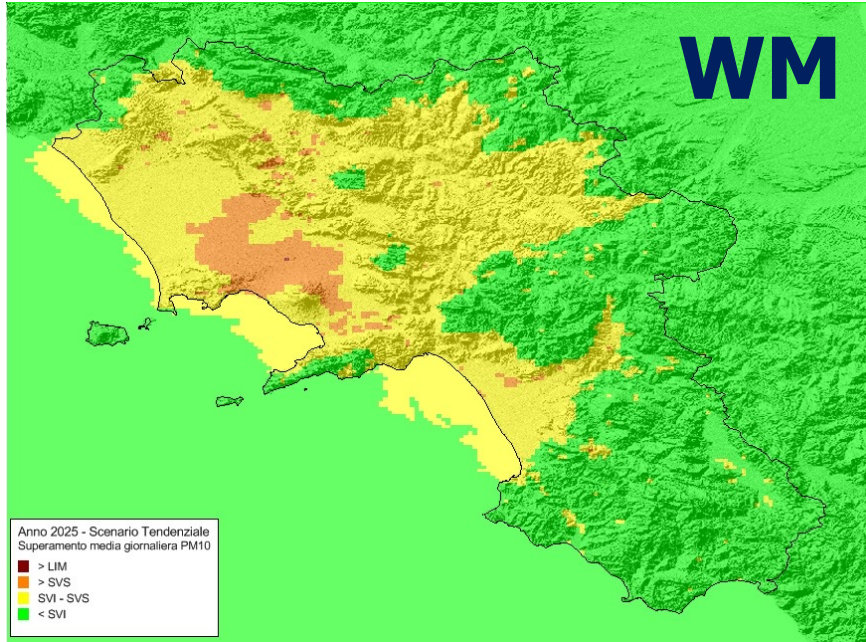 WM
Anno 2025 - Scenario Tendenziale
Superamento media giornaliera PM10
> LIM
> SVS
SVI - SVS
< SVI